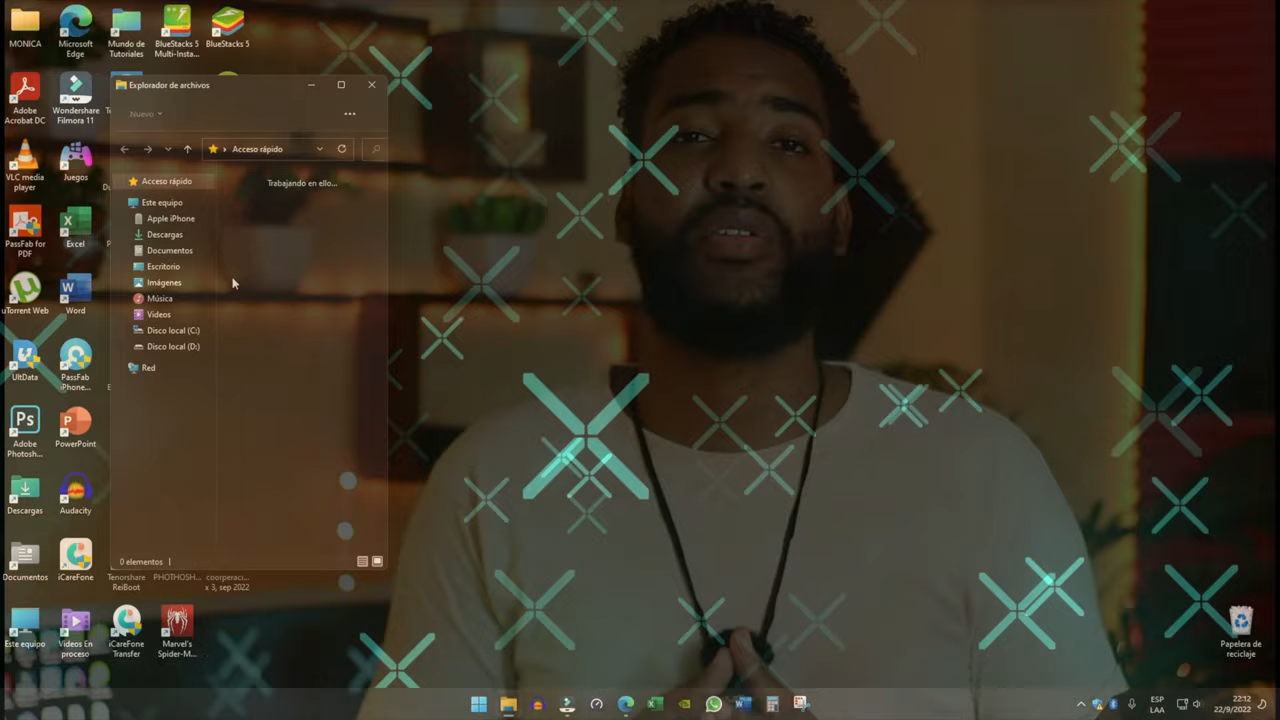 MONICA
Microsoft
Edge
Mundo de
Tutoriales
BlueStacks 5
Multi-Insta...
BlueStacks 5
Adobe
Acrobat DC
Wondershare
Filmora 11
VLC media
player
Juegos
PassFab for
PDF
Excel
uTorrent Web
Word
UltData
PassFab
iPhone...
Adobe
Photosh...
PowerPoint
Descargas
Audacity
Documentos
iCareFone
Tenorshare
ReiBoot
PHOTHOSH...
coorperaci...
x 3, sep 2022
Este equipo
Videos En
proceso
iCareFone
Transfer
Marvel's
Spider-M...
Explorador de archivos
Nuevo
Acceso rápido
Acceso rápido
Trabajando en ello...
Este equipo
Apple iPhone
Descargas
Documentos
Escritorio
Imágenes
Música
Videos
Disco local (C:)
Disco local (D:)
Red
0 elementos
Papelera de
reciclaje
ESP
LAA
22:12
22/9/2022